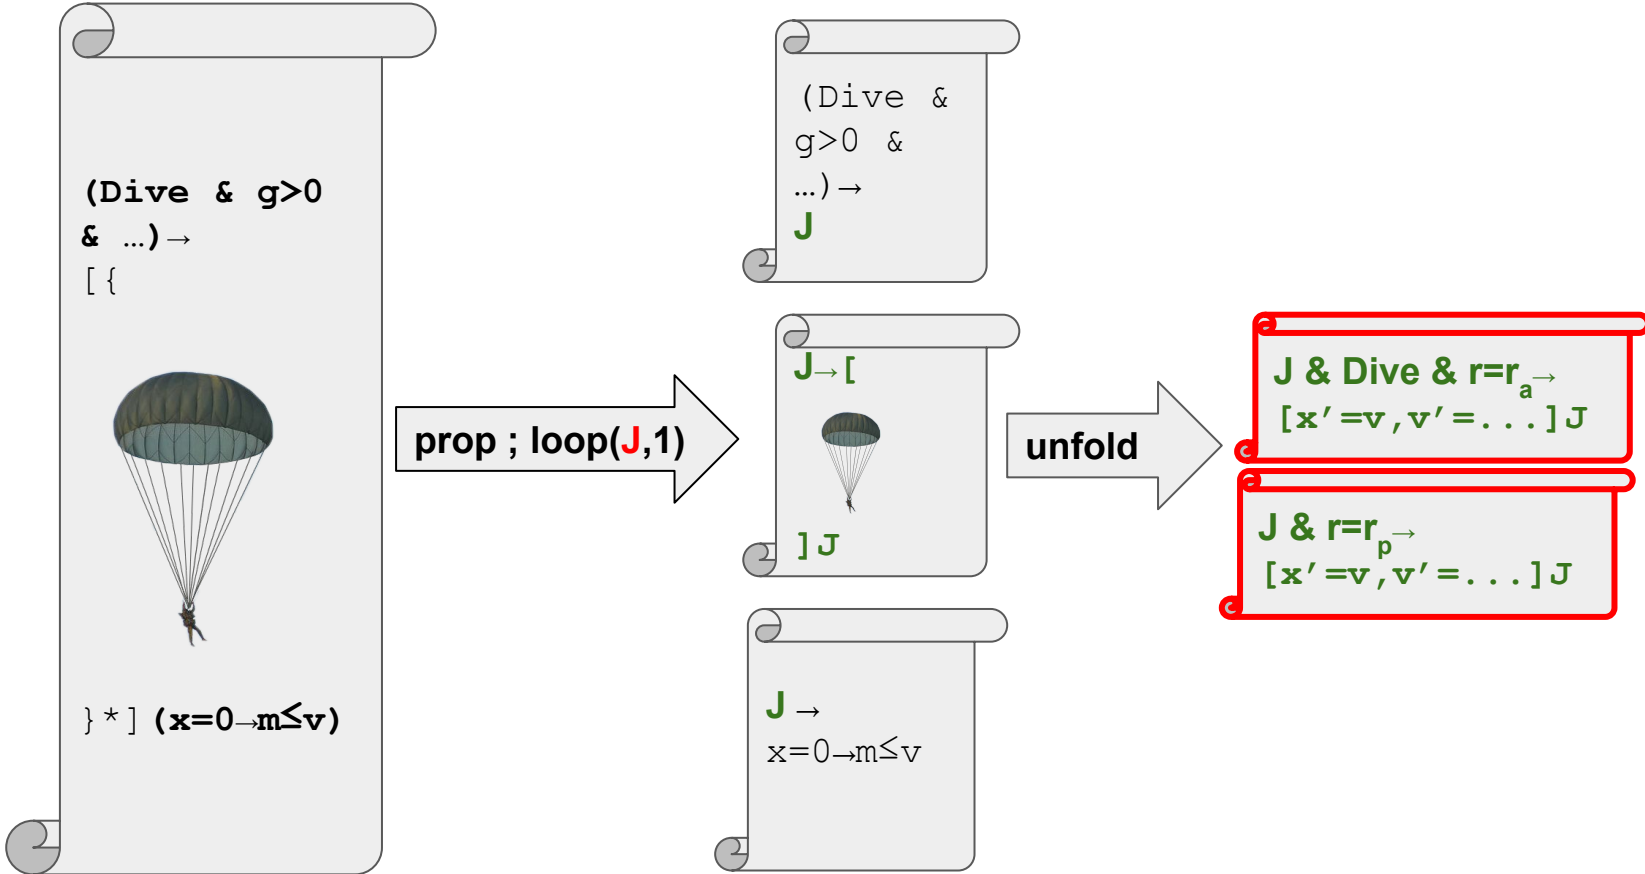 (Dive & g>0
& …)→
[{
}*](x=0→m≤v)
prop ; loop(J,1)
(Dive &
g>0 &
…)→
J
J→[
]J
J →
x=0→m≤v
unfold
J & Dive & r=rₐ→
[x′=v,v′=...]J
J & r=rₚ→
[x′=v,v′=...]J